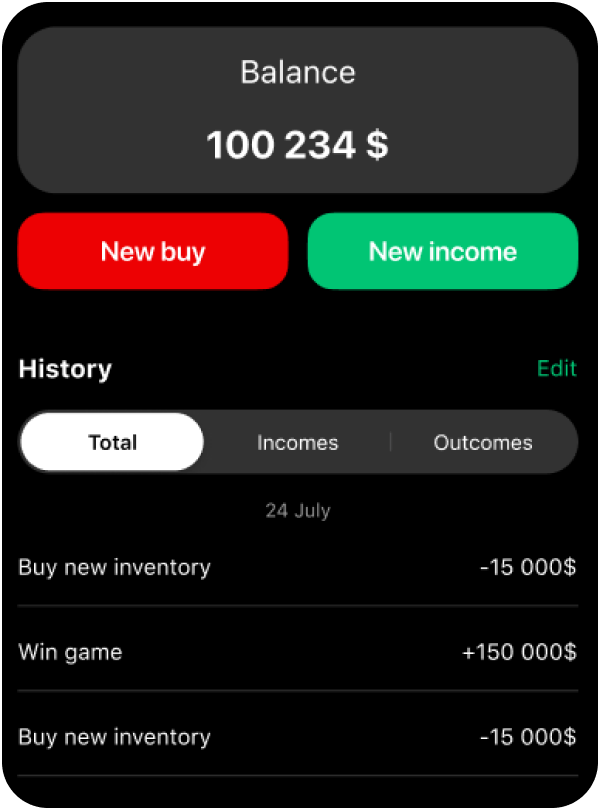 Balance
100 234 $
New buy New income
History Edit
Total Incomes Outcomes
24 July
Buy new inventory -15 000$
Win game +150 000$
Buy new inventory -15 000$